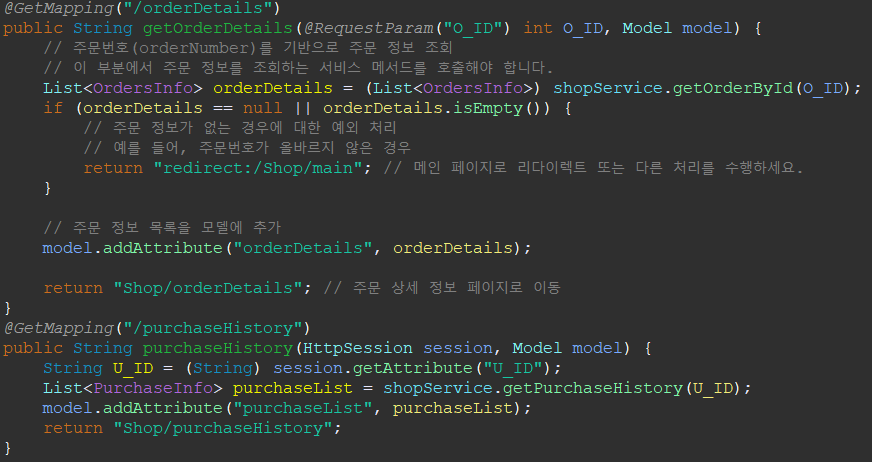 @GetMapping("/orderDetails")
public String getOrderDetails(@RequestParam("O_ID") int O_ID, Model model) {
    // 주문번호(orderNumber)를 기반으로 주문 정보 조회
    // 이 부분에서 주문 정보를 조회하는 서비스 메서드를 호출해야 합니다.
    List<OrdersInfo> orderDetails = (List<OrdersInfo>) shopService.getOrderById(O_ID);
    if (orderDetails == null || orderDetails.isEmpty()) {
        // 주문 정보가 없는 경우에 대한 예외 처리
        // 예를 들어, 주문번호가 올바르지 않은 경우
        return "redirect:/Shop/main"; // 메인 페이지로 리다이렉트 또는 다른 처리를 수행하세요.
    }

    // 주문 정보 목록을 모델에 추가
    model.addAttribute("orderDetails", orderDetails);

    return "Shop/orderDetails"; // 주문 상세 정보 페이지로 이동
}
@GetMapping("/purchaseHistory")
public String purchaseHistory(HttpSession session, Model model) {
    String U_ID = (String) session.getAttribute("U_ID");
    List<PurchaseInfo> purchaseList = shopService.getPurchaseHistory(U_ID);
    model.addAttribute("purchaseList", purchaseList);
    return "Shop/purchaseHistory";
}